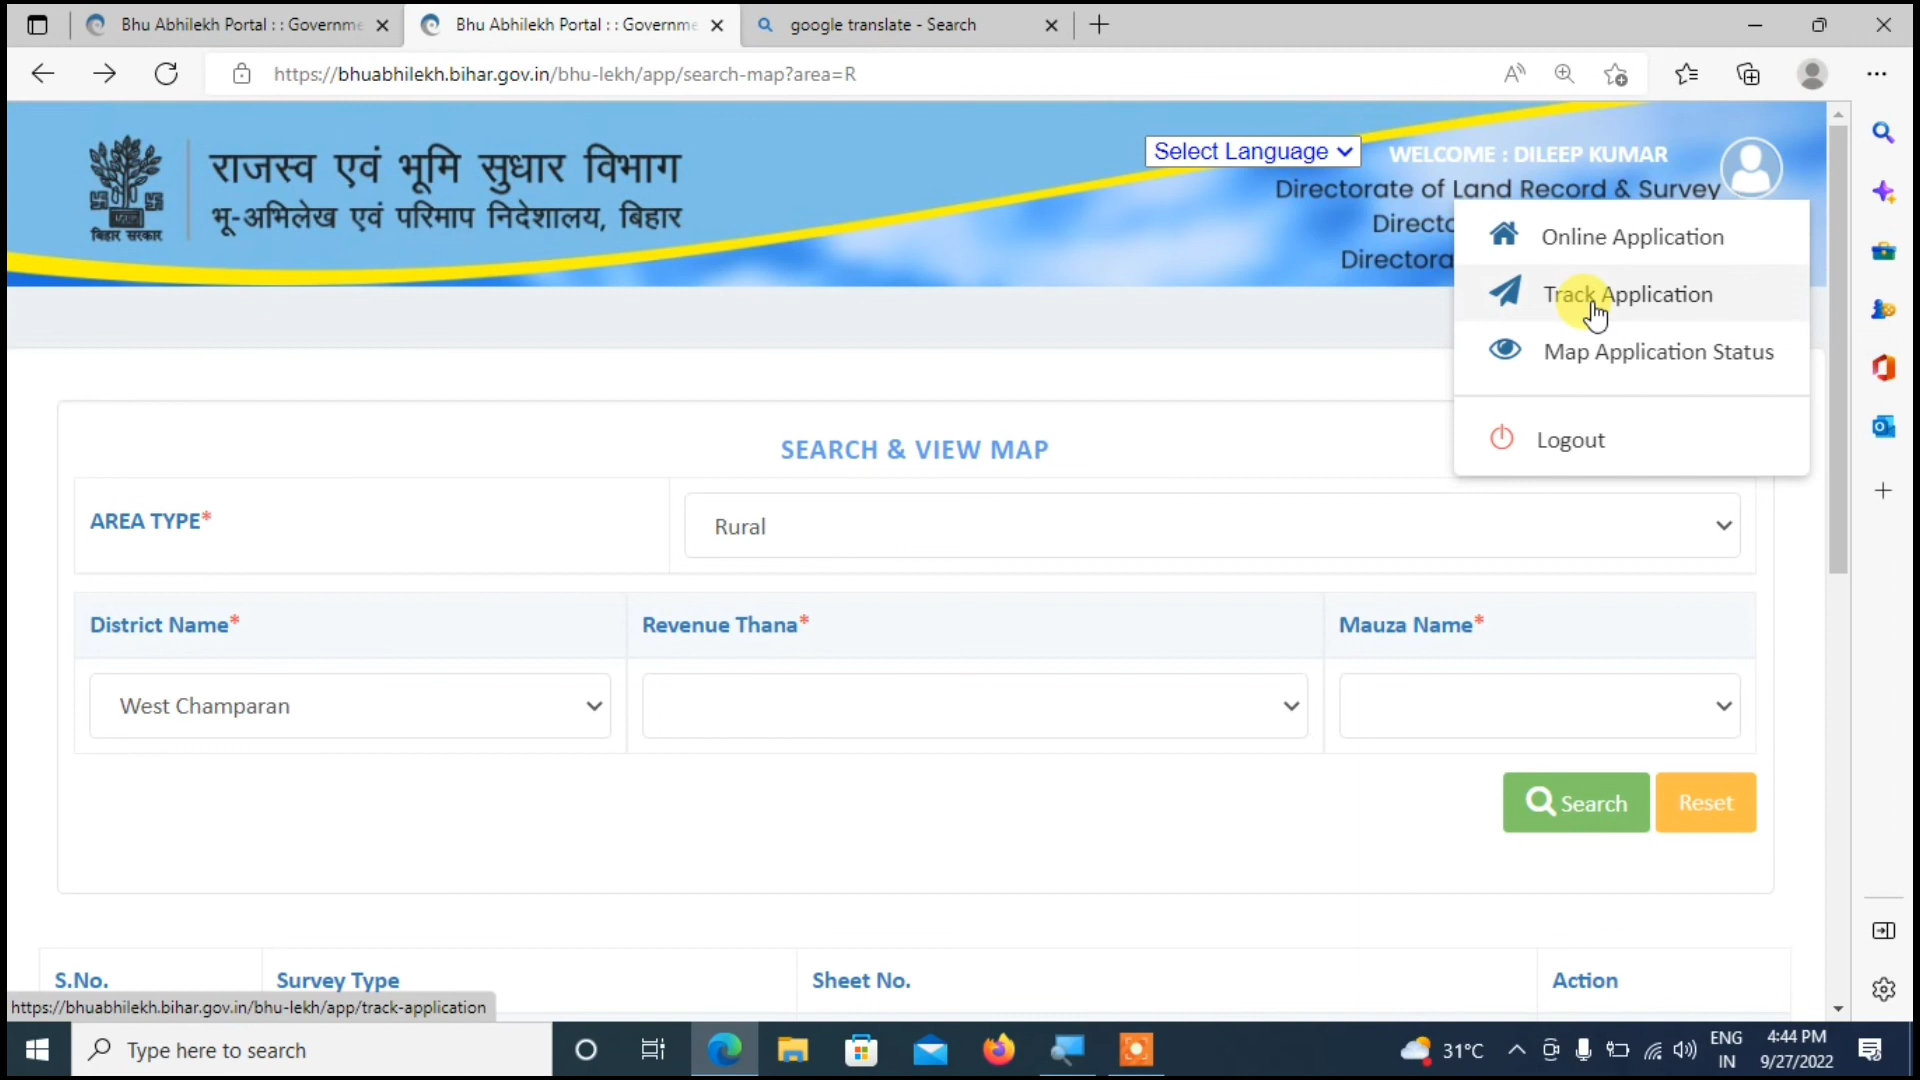 Bhu Abhilekh Portal : : Governme
Bhu Abhilekh Portal : : Governme
google translate - Search
https://bhuabhilekh.bihar.gov.in/bhu-lekh/app/search-map?area=R
बिहार सरकार
राजस्व एवं भूमि सुधार विभाग
भू-अभिलेख एवं परिमाप निदेशालय, बिहार
Select Language
WELCOME : DILEEP KUMAR
Directorate of Land Record & Survey
Directo
Directora
Online Application
Track Application
Map Application Status
Logout
SEARCH & VIEW MAP
AREA TYPE*
Rural
District Name*
Revenue Thana*
Mauza Name*
West Champaran
Search
Reset
S.No.
Survey Type
Sheet No.
Action
https://bhuabhilekh.bihar.gov.in/bhu-lekh/app/track-application
Type here to search
31°C
ENG
IN
4:44 PM
9/27/2022